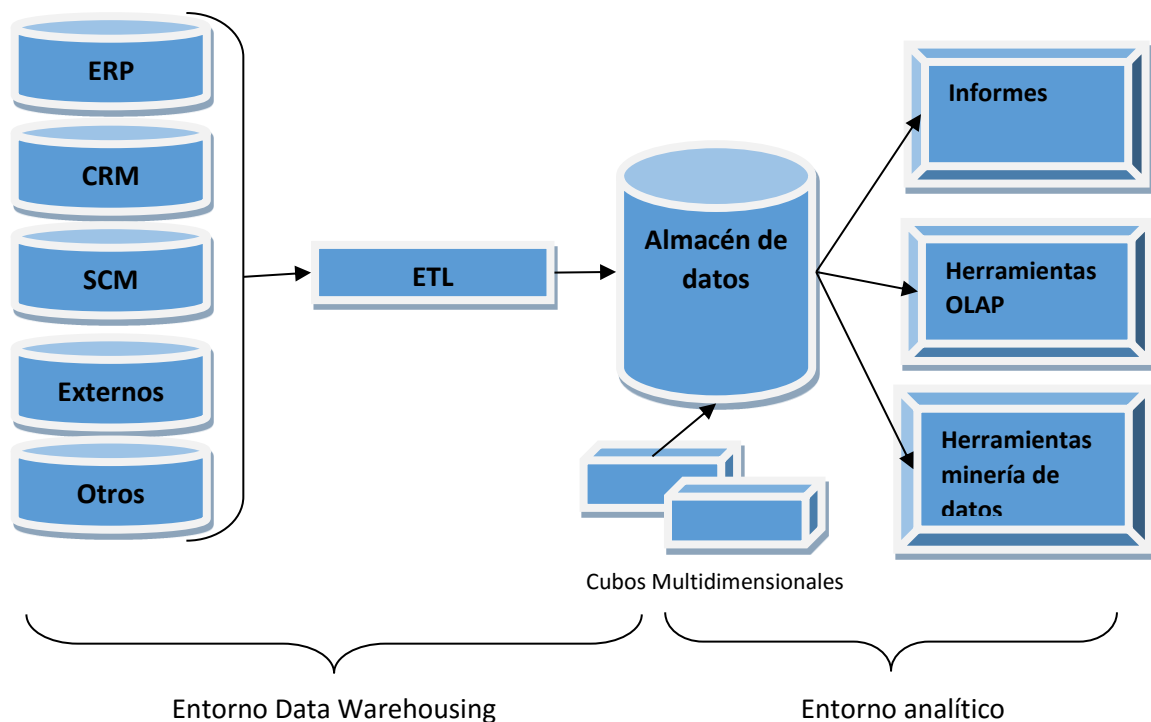 ERP
CRM
SCM
Externos
Otros
ETL
Almacén de
datos
Cubos Multidimensionales
Informes
Herramientas
OLAP
Herramientas
minería de
datos
Entorno Data Warehousing
Entorno analítico